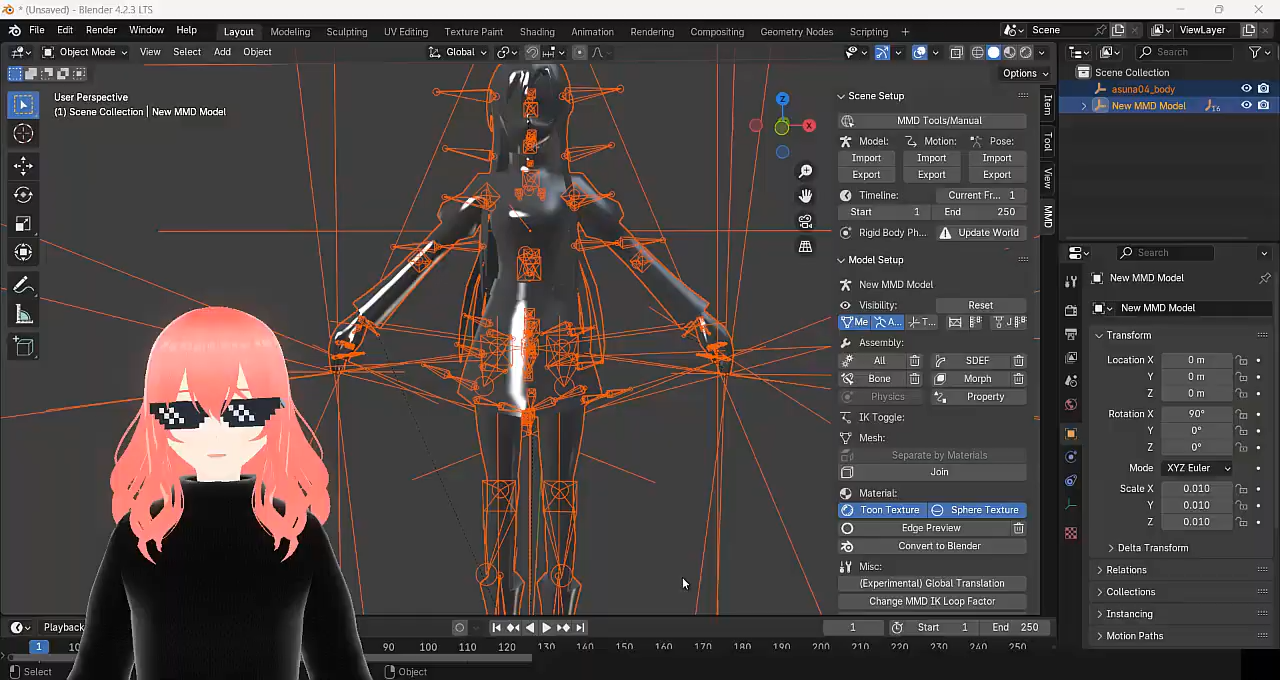 * (Unsaved) - Blender 4.2.3 LTS
File Edit Render Window Help Layout Modeling Sculpting UV Editing Texture Paint Shading Animation Rendering Compositing Geometry Nodes Scripting + Scene ViewLayer
Object Mode View Select Add Object Global Search
Options
User Perspective
(1) Scene Collection | New MMD Model
Z
X
Item
Tool
View
MMD
Scene Setup
MMD Tools/Manual
Model: Motion: Pose:
Import Import Import
Export Export Export
Timeline: Current Fr... 1
Start 1 End 250
Rigid Body Ph... Update World
Model Setup
New MMD Model
Visibility: Reset
Me A... T... J
Assembly:
All SDEF
Bone Morph
Physics Property
IK Toggle:
Mesh:
Separate by Materials
Join
Material:
Toon Texture Sphere Texture
Edge Preview
Convert to Blender
Misc:
(Experimental) Global Translation
Change MMD IK Loop Factor
Scene Collection
asuna04_body
New MMD Model
Search
New MMD Model
New MMD Model
Transform
Location X 0 m
Y 0 m
Z 0 m
Rotation X 90°
Y 0°
Z 0°
Mode XYZ Euler
Scale X 0.010
Y 0.010
Z 0.010
Delta Transform
Relations
Collections
Instancing
Motion Paths
Playback 1 Start 1 End 250
1 90 100 110 120 130 140 150 160 170 180 190 200 210 220 230 240 250
Select Object